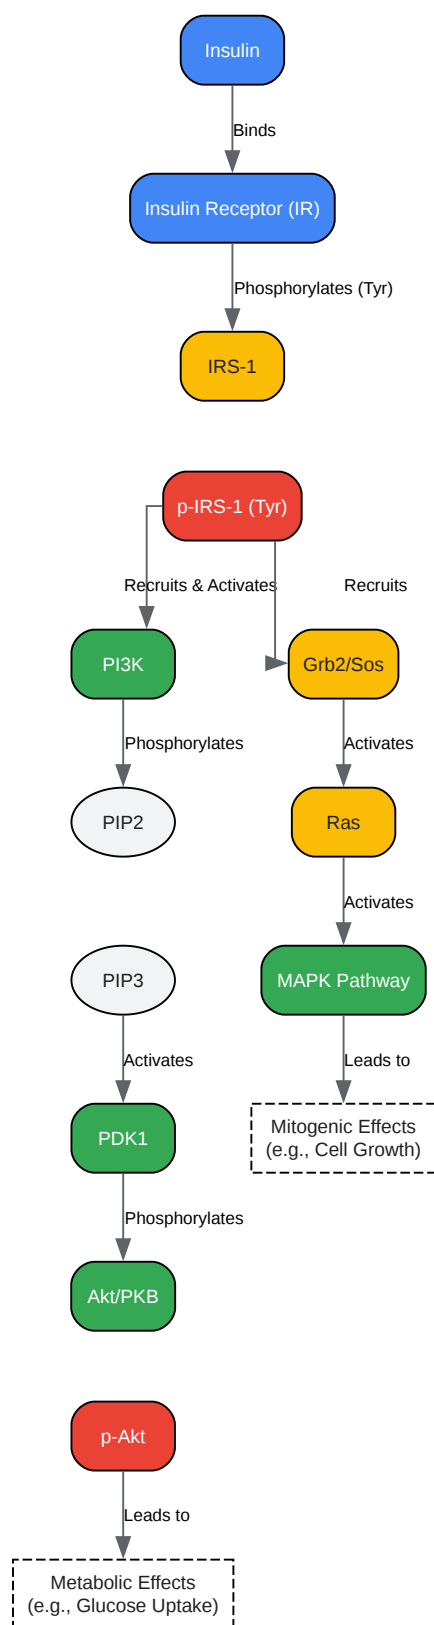 Insulin
Binds
Insulin Receptor (IR)
Phosphorylates (Tyr)
IRS-1
p-IRS-1 (Tyr)
Recruits & Activates
Recruits
PI3K
Grb2/Sos
Phosphorylates
Activates
PIP2
Ras
Activates
PIP3
MAPK Pathway
Activates
Leads to
PDK1
Mitogenic Effects
(e.g., Cell Growth)
Phosphorylates
Akt/PKB
p-Akt
Leads to
Metabolic Effects
(e.g., Glucose Uptake)